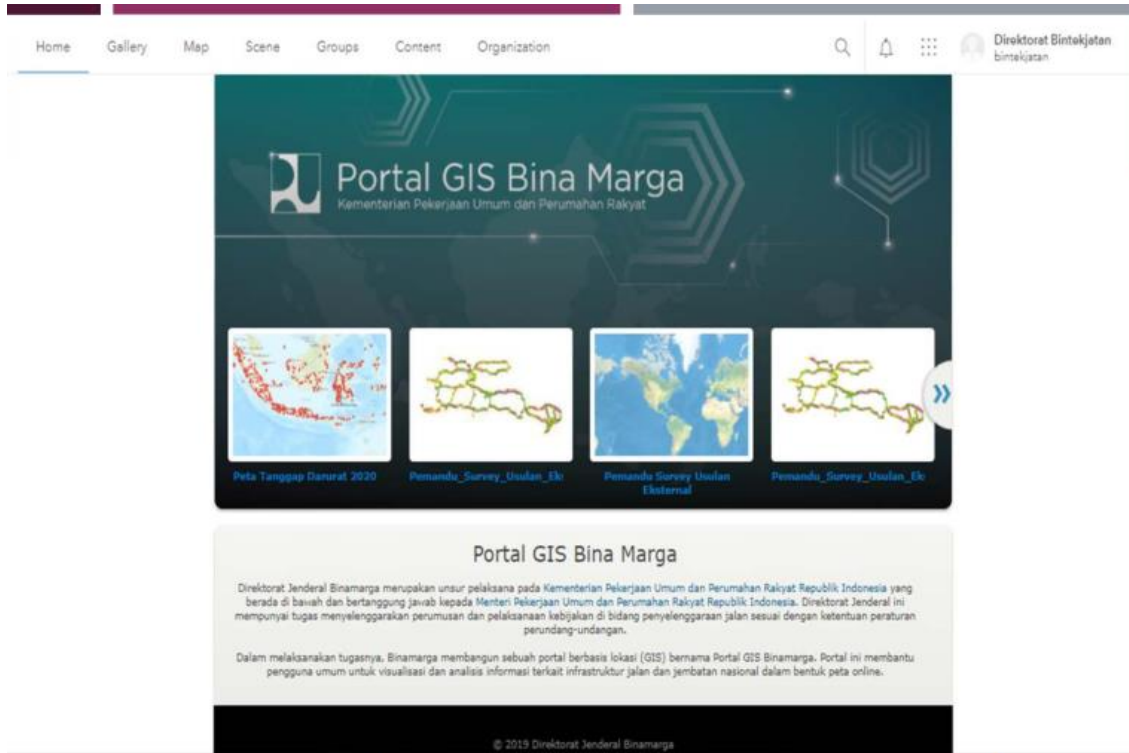 Home Gallery Map Scene Groups Content Organization
Direktorat Bintekjatan
bintekjatan
Portal GIS Bina Marga
Kementerian Pekerjaan Umum dan Perumahan Rakyat
Peta Tanggap Darurat 2020
Pemandu_Survey_Usulan_Ek
Pemandu Survey Usulan
Eksternal
Pemandu_Survey_Usulan_Ek
Portal GIS Bina Marga
Direktorat Jenderal Binamarga merupakan unsur pelaksana pada Kementerian Pekerjaan Umum dan Perumahan Rakyat Republik Indonesia yang
berada di bawah dan bertanggung jawab kepada Menteri Pekerjaan Umum dan Perumahan Rakyat Republik Indonesia. Direktorat Jenderal ini
mempunyai tugas menyelenggarakan perumusan dan pelaksanaan kebijakan di bidang penyelenggaraan jalan sesuai dengan ketentuan peraturan
perundang-undangan.
Dalam melaksanakan tugasnya, Binamarga membangun sebuah portal berbasis lokasi (GIS) bernama Portal GIS Binamarga. Portal ini membantu
pengguna umum untuk visualisasi dan analisis informasi terkait infrastruktur jalan dan jembatan nasional dalam bentuk peta online.
© 2019 Direktorat Jenderal Binamarga